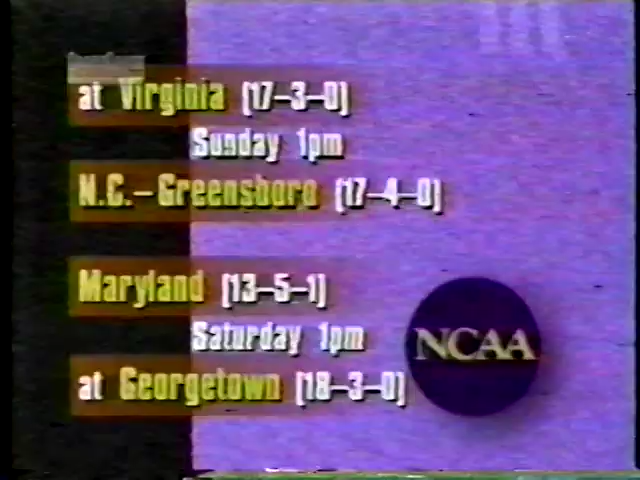 at Virginia (17-3-0)
Sunday 1pm
N.C.-Greensboro (17-4-0)
Maryland (13-5-1)
Saturday 1pm
NCAA
at Georgetown (18-3-0)